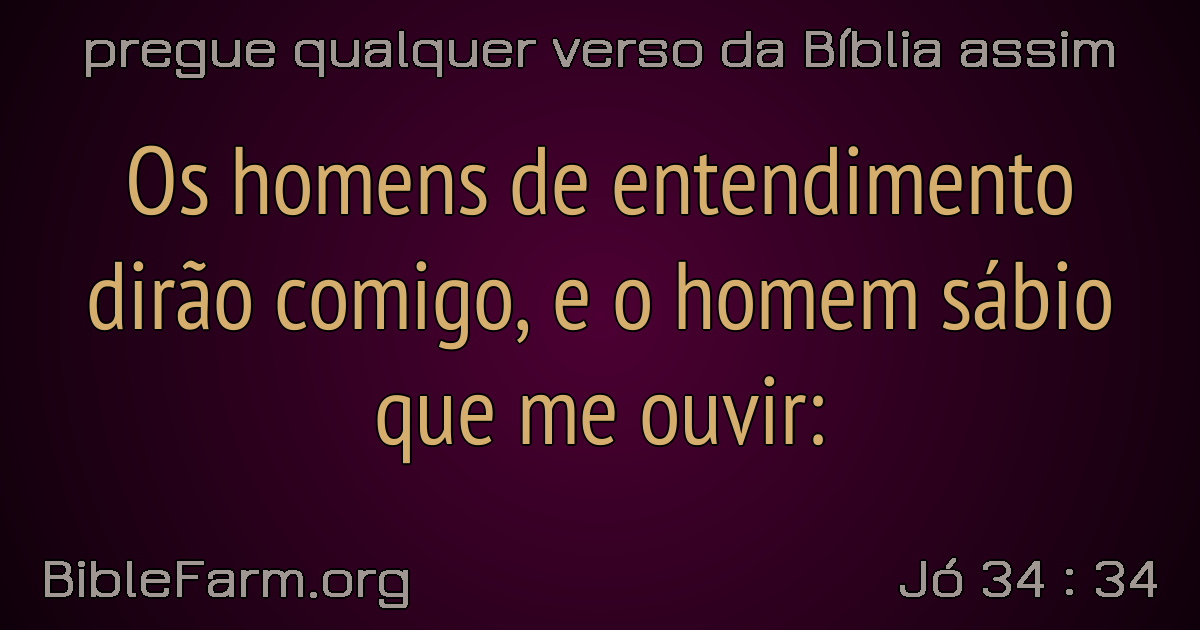 pregue qualquer verso da Bíblia assim
Os homens de entendimento
dirão comigo, e o homem sábio
que me ouvir:
BibleFarm.org
Jó 34 : 34